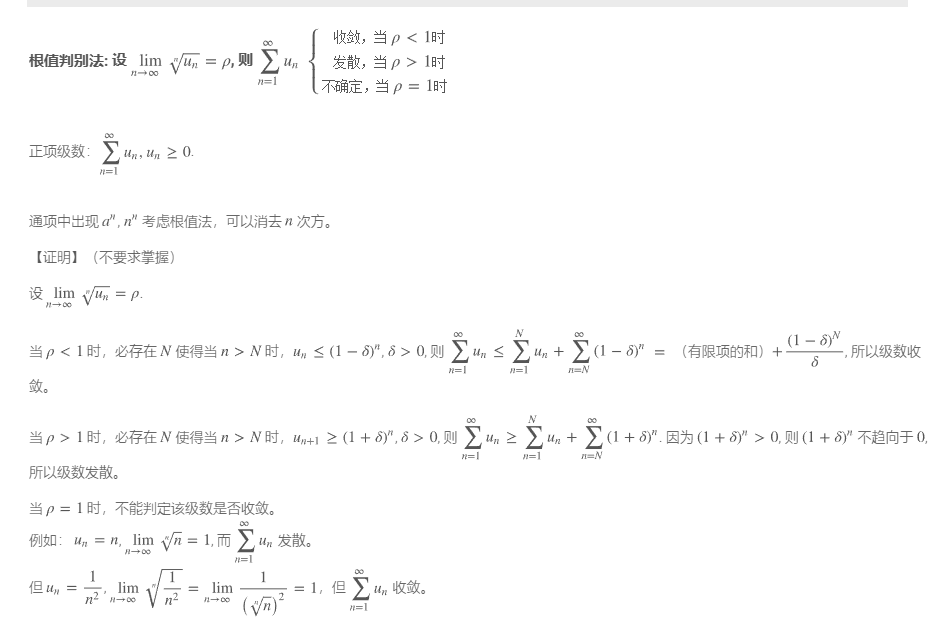 根值判别法: 设 $\lim_{n\to\infty} \sqrt[n]{u_n} = \rho$, 则 $\sum_{n=1}^{\infty} u_n \begin{cases} 收敛, 当\ \rho < 1时 \\ 发散, 当\ \rho > 1时 \\ 不确定, 当\ \rho = 1时 \end{cases}$
正项级数: $\sum_{n=1}^{\infty} u_n, u_n \geq 0$.
通项中出现 $a^n, n^n$ 考虑根值法，可以消去 $n$ 次方。
【证明】（不要求掌握）
设 $\lim_{n\to\infty} \sqrt[n]{u_n} = \rho$.
当 $\rho < 1$ 时，必存在 $N$ 使得当 $n > N$ 时，$u_n \leq (1-\delta)^n, \delta > 0$, 则 $\sum_{n=1}^{\infty} u_n \leq \sum_{n=1}^{N} u_n + \sum_{n=N}^{\infty} (1-\delta)^n = $ （有限项的和）$+ \frac{(1-\delta)^N}{\delta}$, 所以级数收
敛。
当 $\rho > 1$ 时，必存在 $N$ 使得当 $n > N$ 时，$u_{n+1} \geq (1+\delta)^n, \delta > 0$, 则 $\sum_{n=1}^{\infty} u_n \geq \sum_{n=1}^{N} u_n + \sum_{n=N}^{\infty} (1+\delta)^n$. 因为 $(1+\delta)^n > 0$, 则 $(1+\delta)^n$ 不趋向于 0,
所以级数发散。
当 $\rho = 1$ 时，不能判定该级数是否收敛。
例如: $u_n = n, \lim_{n\to\infty} \sqrt[n]{n} = 1$, 而 $\sum_{n=1}^{\infty} u_n$ 发散。
但 $u_n = \frac{1}{n^2}, \lim_{n\to\infty} \sqrt[n]{\frac{1}{n^2}} = \lim_{n\to\infty} \frac{1}{(\sqrt[n]{n})^2} = 1$，但 $\sum_{n=1}^{\infty} u_n$ 收敛。